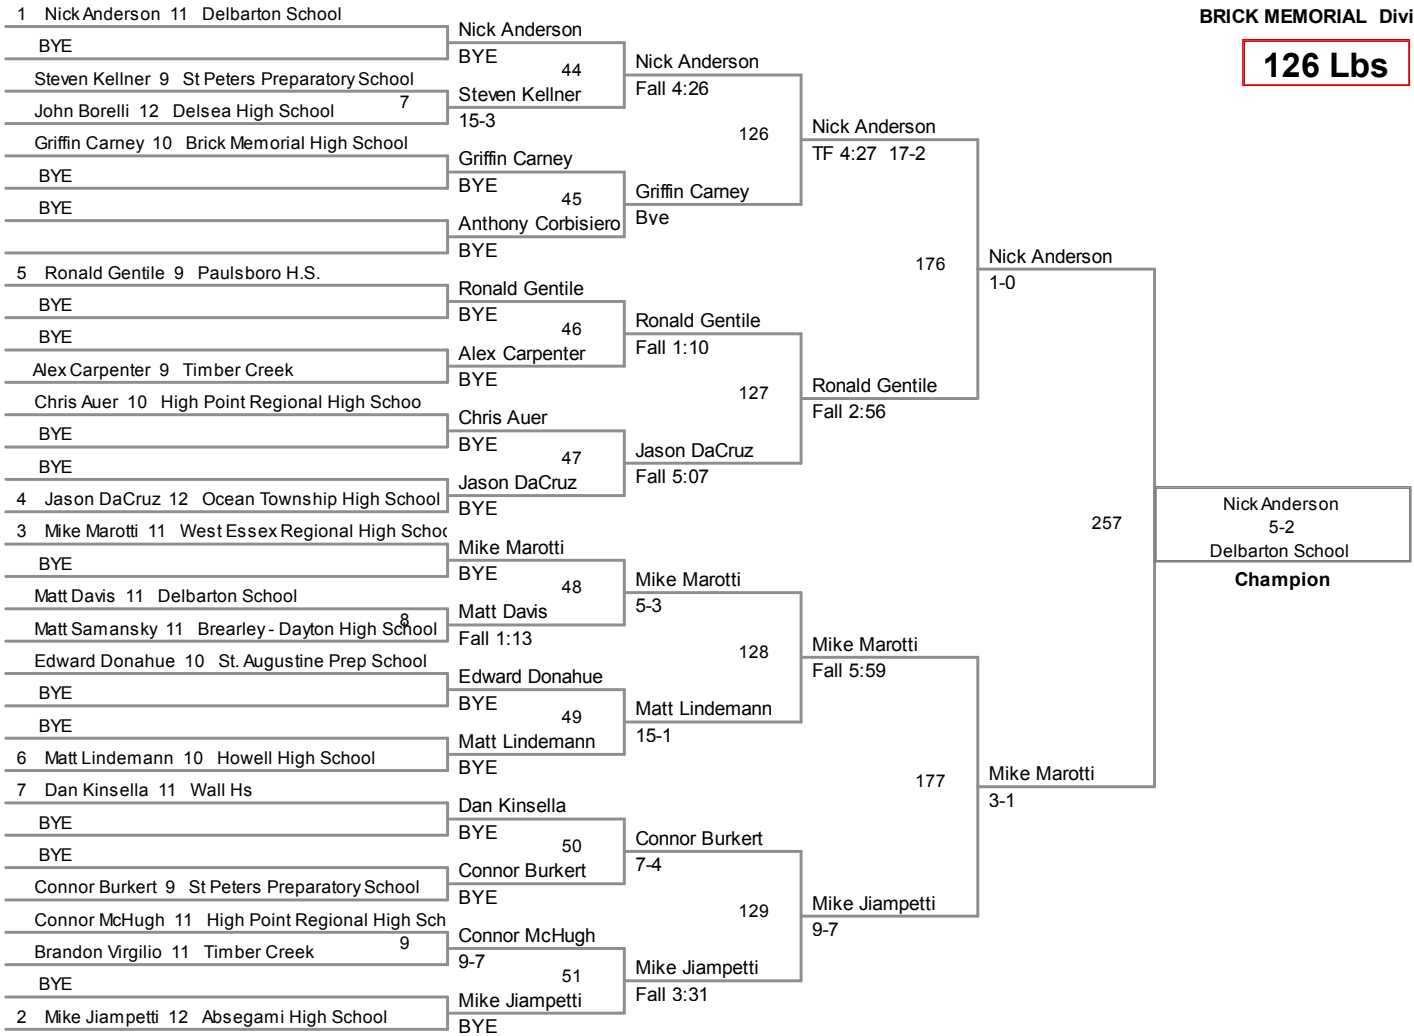 BRICK MEMORIAL Divi
126 Lbs
1 Nick Anderson 11 Delbarton School
BYE
Steven Kellner 9 St Peters Preparatory School
7
John Borelli 12 Delsea High School
Griffin Carney 10 Brick Memorial High School
BYE
BYE
5 Ronald Gentile 9 Paulsboro H.S.
BYE
BYE
Alex Carpenter 9 Timber Creek
Chris Auer 10 High Point Regional High Schoo
BYE
BYE
4 Jason DaCruz 12 Ocean Township High School
3 Mike Marotti 11 West Essex Regional High Schoo
BYE
Matt Davis 11 Delbarton School
8
Matt Samansky 11 Brearley - Dayton High School
Edward Donahue 10 St. Augustine Prep School
BYE
BYE
6 Matt Lindemann 10 Howell High School
7 Dan Kinsella 11 Wall Hs
BYE
BYE
Connor Burkert 9 St Peters Preparatory School
Connor McHugh 11 High Point Regional High Sch
9
Brandon Virgilio 11 Timber Creek
BYE
2 Mike Jiampetti 12 Absegami High School
Nick Anderson
BYE
44
Steven Kellner
15-3
Griffin Carney
BYE
45
Anthony Corbisiero
BYE
Ronald Gentile
BYE
46
Alex Carpenter
BYE
Chris Auer
BYE
47
Jason DaCruz
BYE
Mike Marotti
BYE
48
Matt Davis
Fall 1:13
Edward Donahue
BYE
49
Matt Lindemann
BYE
Dan Kinsella
BYE
50
Connor Burkert
BYE
Connor McHugh
9-7
51
Mike Jiampetti
BYE
Nick Anderson
Fall 4:26
126
Griffin Carney
Bye
Ronald Gentile
Fall 1:10
127
Jason DaCruz
Fall 5:07
Mike Marotti
5-3
128
Matt Lindemann
15-1
Connor Burkert
7-4
129
Mike Jiampetti
Fall 3:31
Nick Anderson
TF 4:27 17-2
176
Ronald Gentile
Fall 2:56
Mike Marotti
Fall 5:59
177
Mike Jiampetti
9-7
Nick Anderson
1-0
257
Mike Marotti
3-1
Nick Anderson
5-2
Delbarton School
Champion